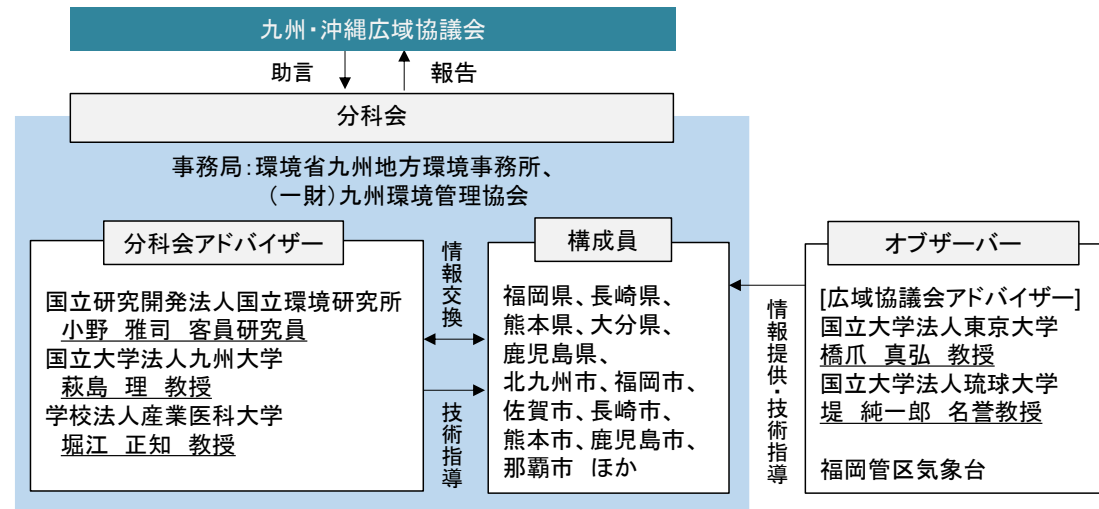 九州・沖縄広域協議会
助言
報告
分科会
事務局:環境省九州地方環境事務所、
(一財)九州環境管理協会
分科会アドバイザー
国立研究開発法人国立環境研究所
小野 雅司 客員研究員
国立大学法人九州大学
萩島 理 教授
学校法人産業医科大学
堀江 正知 教授
情報交換
技術指導
構成員
福岡県、長崎県、
熊本県、大分県、
鹿児島県、
北九州市、福岡市、
佐賀市、長崎市、
熊本市、鹿児島市、
那覇市 ほか
情報提供・技術指導
オブザーバー
[広域協議会アドバイザー]
国立大学法人東京大学
橋爪 真弘 教授
国立大学法人琉球大学
堤 純一郎 名誉教授
福岡管区気象台